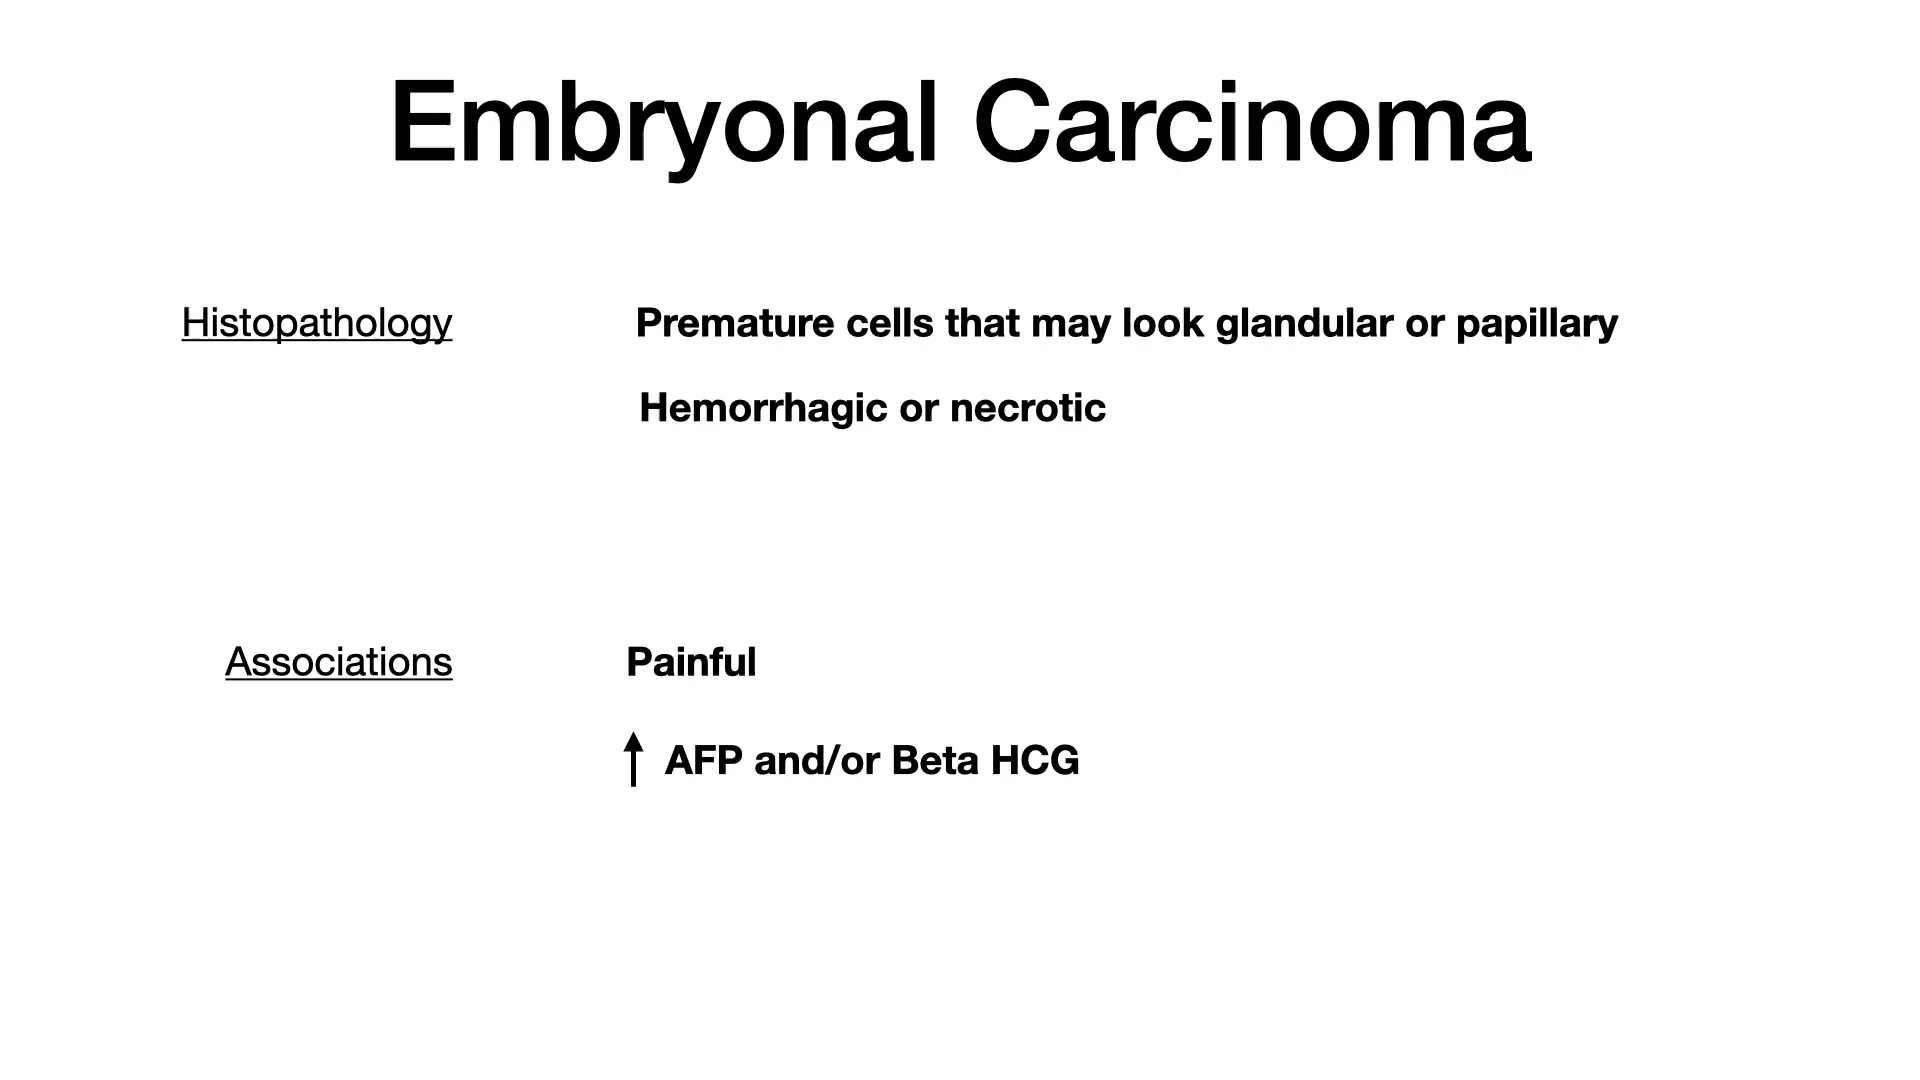 Embryonal Carcinoma
Histopathology
Premature cells that may look glandular or papillary
Hemorrhagic or necrotic
Associations
Painful
↑ AFP and/or Beta HCG